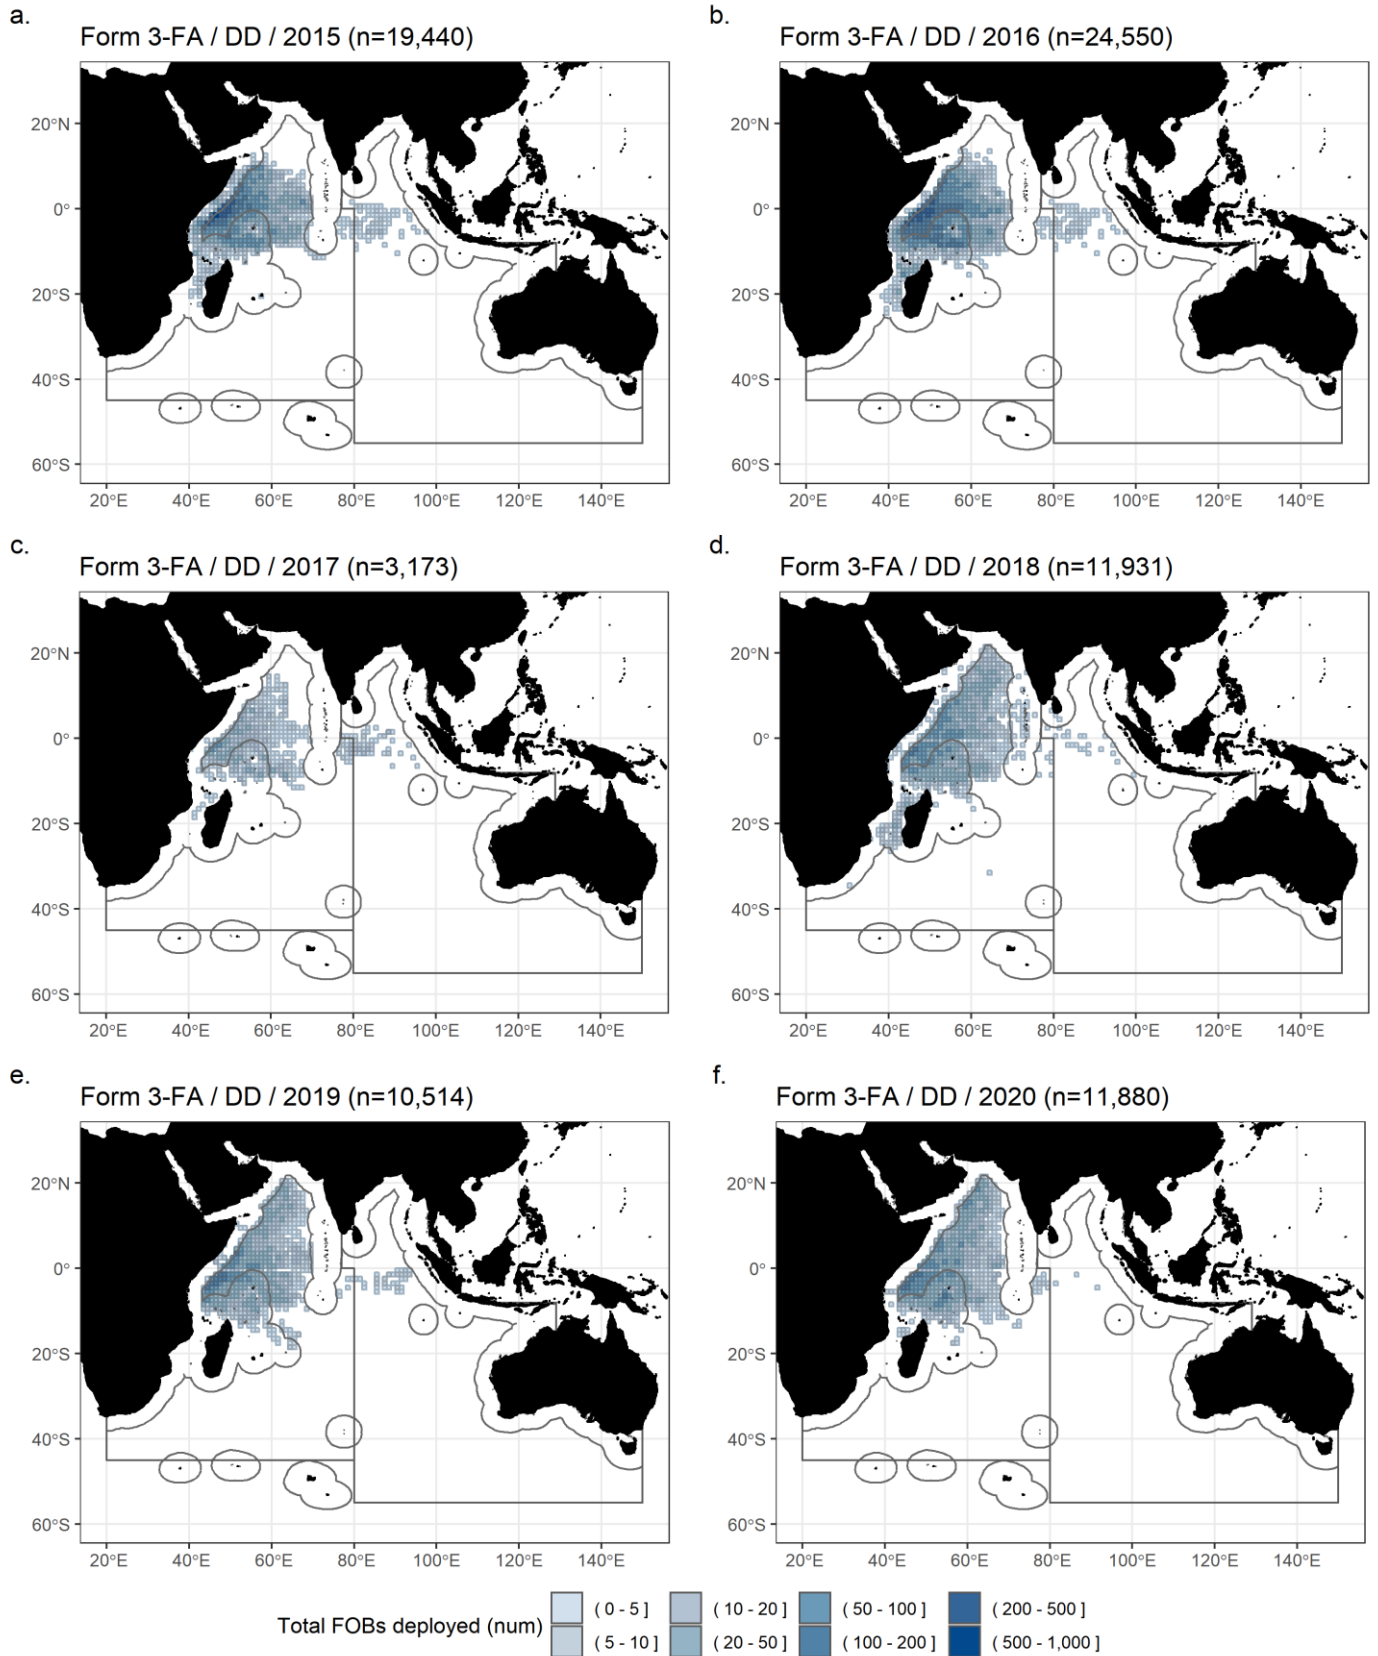 a.
Form 3-FA / DD / 2015 (n=19,440)
20°N
0°
20°S
40°S
60°S
20°E 40°E 60°E 80°E 100°E 120°E 140°E
b.
Form 3-FA / DD / 2016 (n=24,550)
20°N
0°
20°S
40°S
60°S
20°E 40°E 60°E 80°E 100°E 120°E 140°E
c.
Form 3-FA / DD / 2017 (n=3,173)
20°N
0°
20°S
40°S
60°S
20°E 40°E 60°E 80°E 100°E 120°E 140°E
d.
Form 3-FA / DD / 2018 (n=11,931)
20°N
0°
20°S
40°S
60°S
20°E 40°E 60°E 80°E 100°E 120°E 140°E
e.
Form 3-FA / DD / 2019 (n=10,514)
20°N
0°
20°S
40°S
60°S
20°E 40°E 60°E 80°E 100°E 120°E 140°E
f.
Form 3-FA / DD / 2020 (n=11,880)
20°N
0°
20°S
40°S
60°S
20°E 40°E 60°E 80°E 100°E 120°E 140°E
Total FOBs deployed (num)
( 0 - 5 ] ( 10 - 20 ] ( 50 - 100 ] ( 200 - 500 ]
( 5 - 10 ] ( 20 - 50 ] ( 100 - 200 ] ( 500 - 1,000 ]